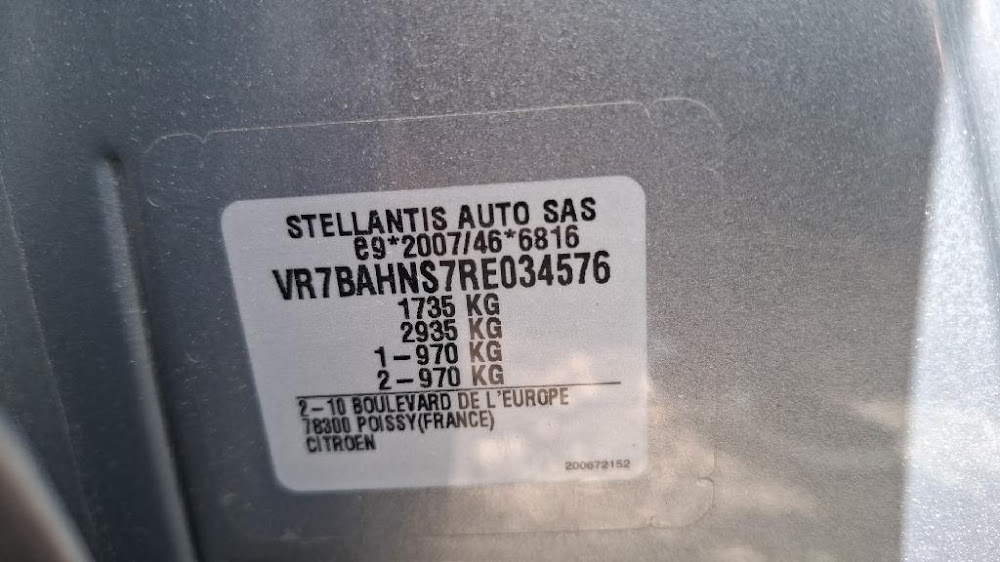 STELLANTIS AUTO SAS
e9*2007/46*6816
VR7BAHNS7RE034576
1735 KG
2935 KG
1-970 KG
2-970 KG
2-10 BOULEVARD DE L'EUROPE
78300 POISSY(FRANCE)
CITROEN
200672152